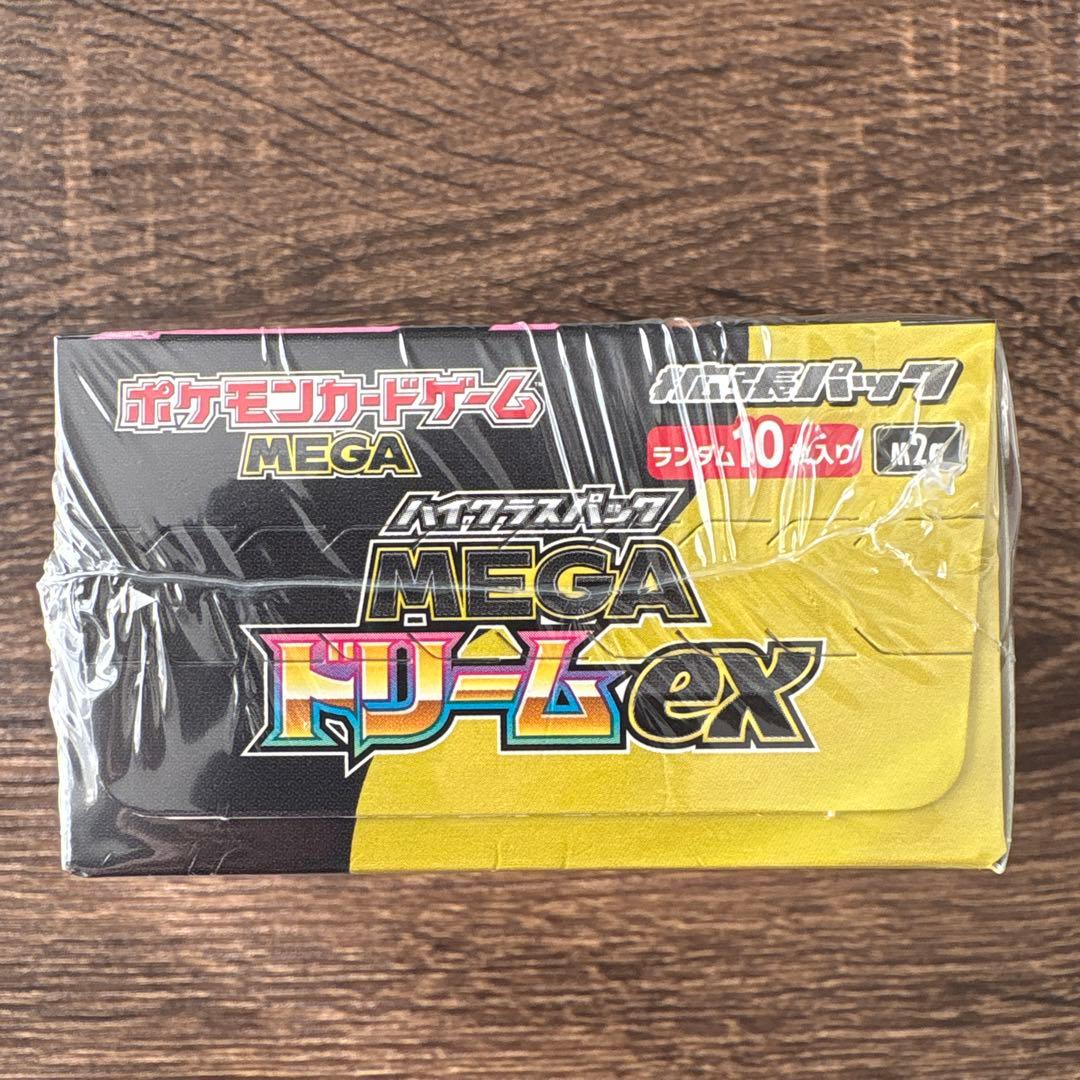 ポケモンカードゲーム
MEGA
拡張パック
ランダム10枚入り
M2a
ハイクラスパック
MEGA
ドリームex